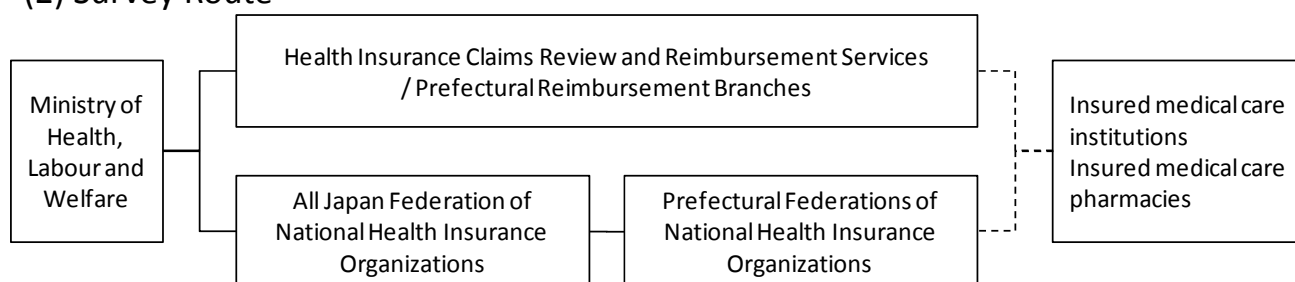 (2) Survey Route
Health Insurance Claims Review and Reimbursement Services
/ Prefectural Reimbursement Branches
Ministry of
Health,
Labour and
Welfare
Insured medical care
institutions
Insured medical care
pharmacies
All Japan Federation of
National Health Insurance
Organizations
Prefectural Federations of
National Health Insurance
Organizations